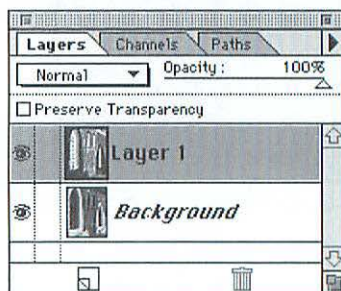 Layers Channels Paths
Normal Opacity: 100%
Preserve Transparency
Layer 1
Background